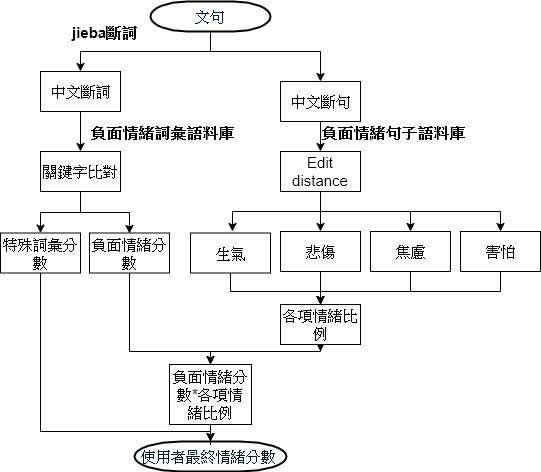 文句
jieba斷詞
中文斷詞
中文斷句
負面情緒詞彙語料庫
負面情緒句子語料庫
關鍵字比對
Edit
distance
特殊詞彙分
數
負面情緒分
數
生氣
悲傷
焦慮
害怕
各項情緒比
例
負面情緒分
數*各項情
緒比例
使用者最終情緒分數